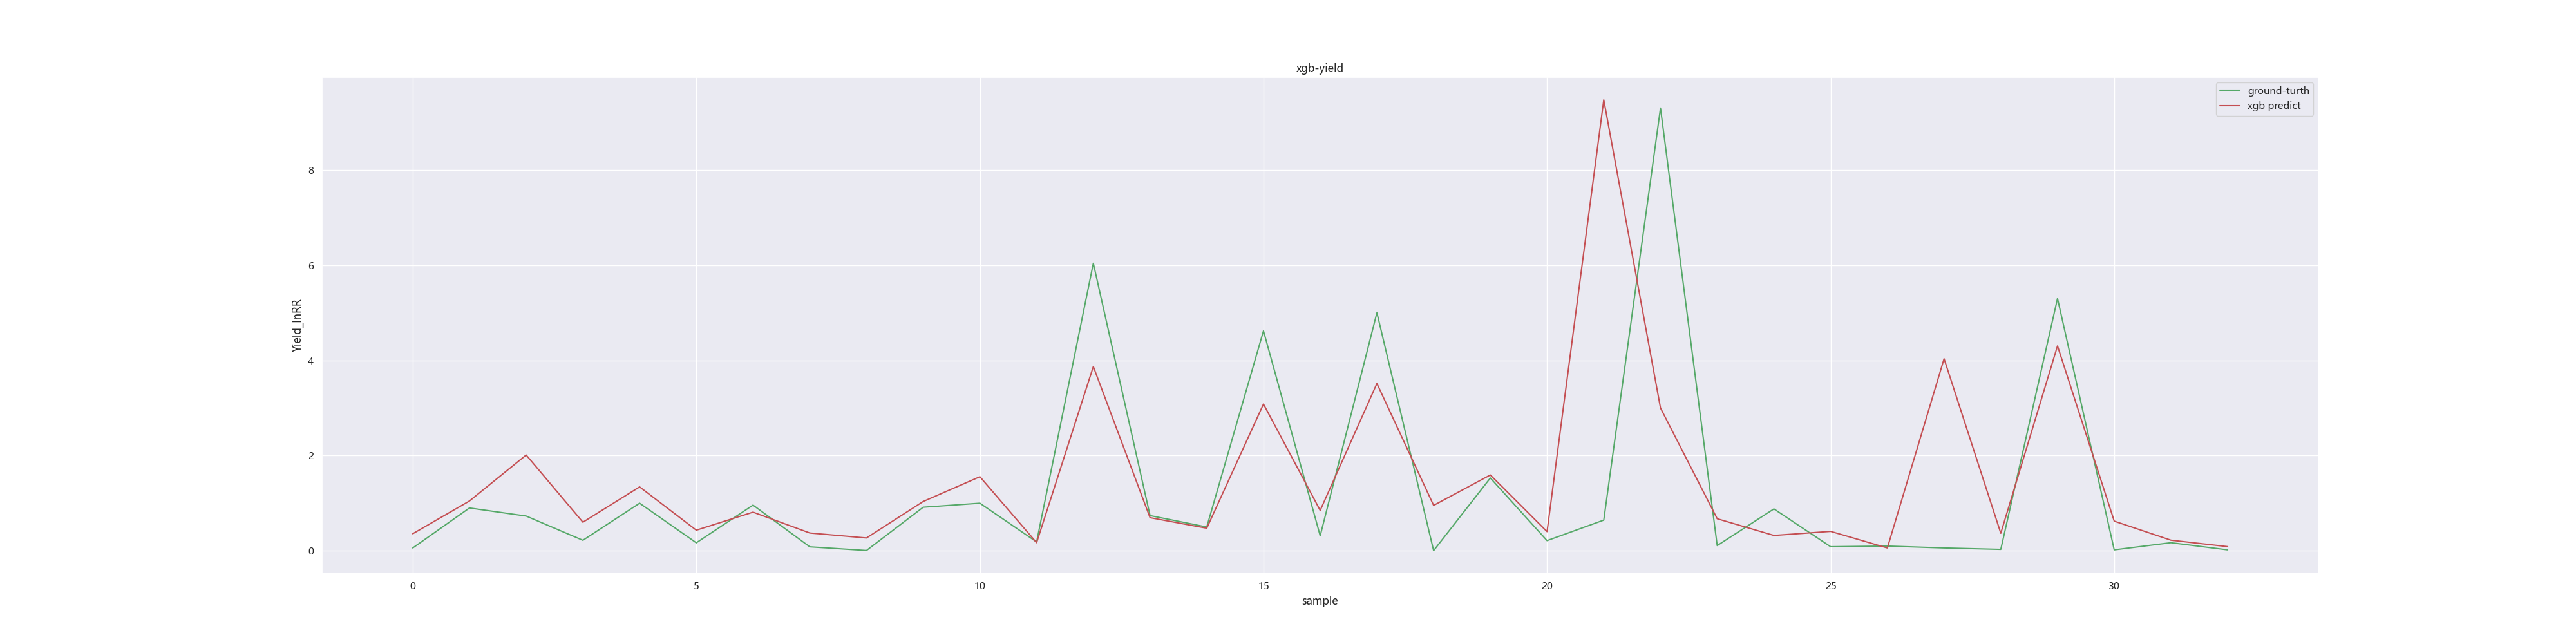 xgb-yield
ground-turth
xgb predict
Yield_lnRR
8
6
4
2
0
0 5 10 15 20 25 30
sample